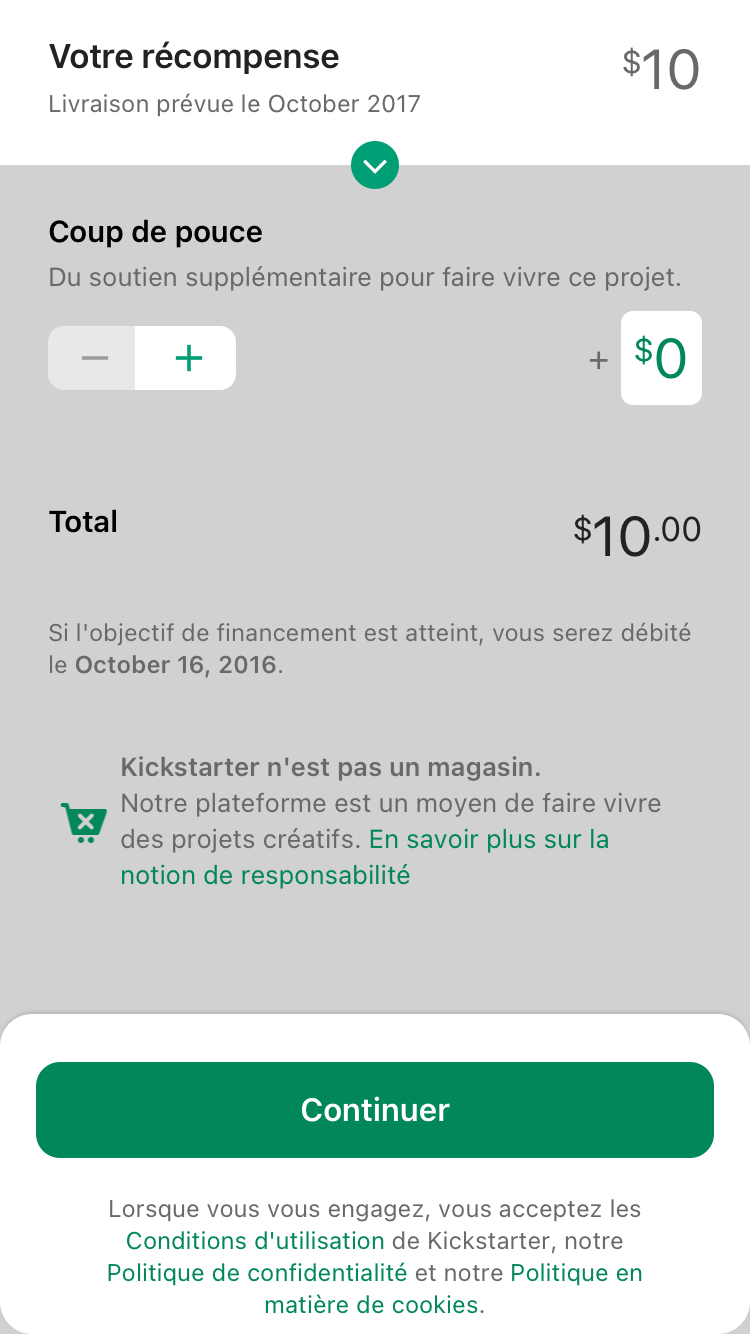 Votre récompense
$10
Livraison prévue le October 2017
Coup de pouce
Du soutien supplémentaire pour faire vivre ce projet.
+ $0
Total
$10.00
Si l'objectif de financement est atteint, vous serez débité
le October 16, 2016.
Kickstarter n'est pas un magasin.
Notre plateforme est un moyen de faire vivre
des projets créatifs. En savoir plus sur la
notion de responsabilité
Continuer
Lorsque vous vous engagez, vous acceptez les
Conditions d'utilisation de Kickstarter, notre
Politique de confidentialité et notre Politique en
matière de cookies.